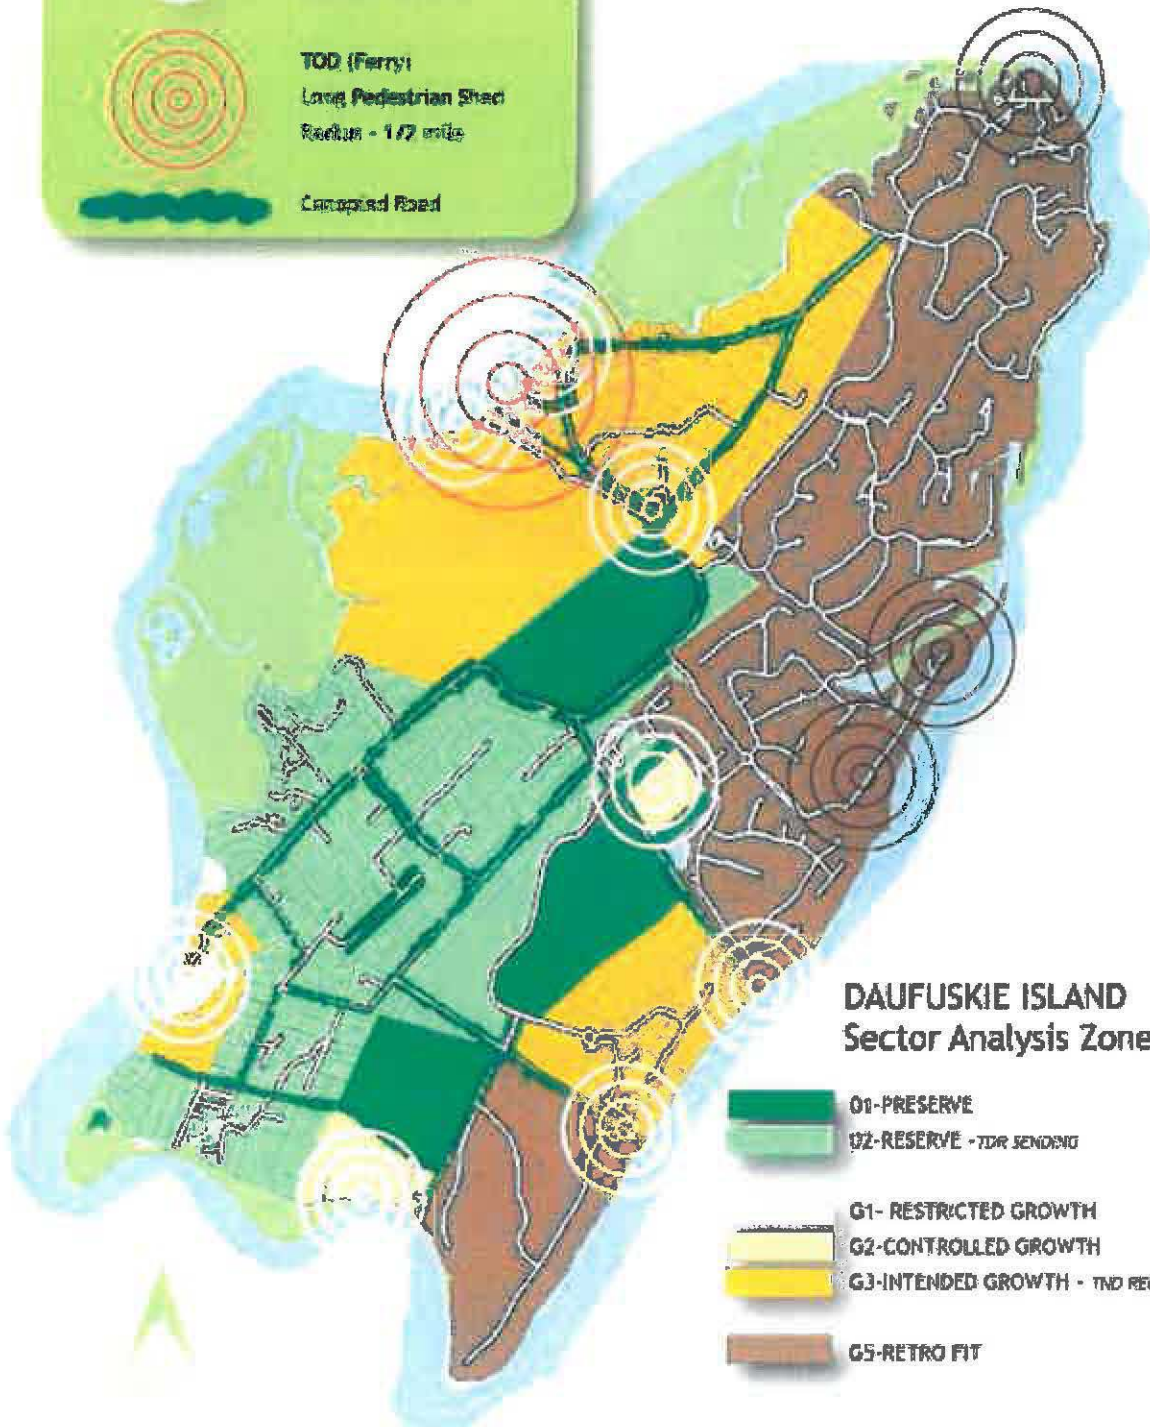 TOD (Ferry)
Long Pedestrian Shed
Radius - 1/2 mile
Canopied Road
DAUFUSKIE ISLAND
Sector Analysis Zone
O1-PRESERVE
O2-RESERVE - TDR SENDING
G1- RESTRICTED GROWTH
G2-CONTROLLED GROWTH
G3-INTENDED GROWTH - TND
G5-RETRO FIT